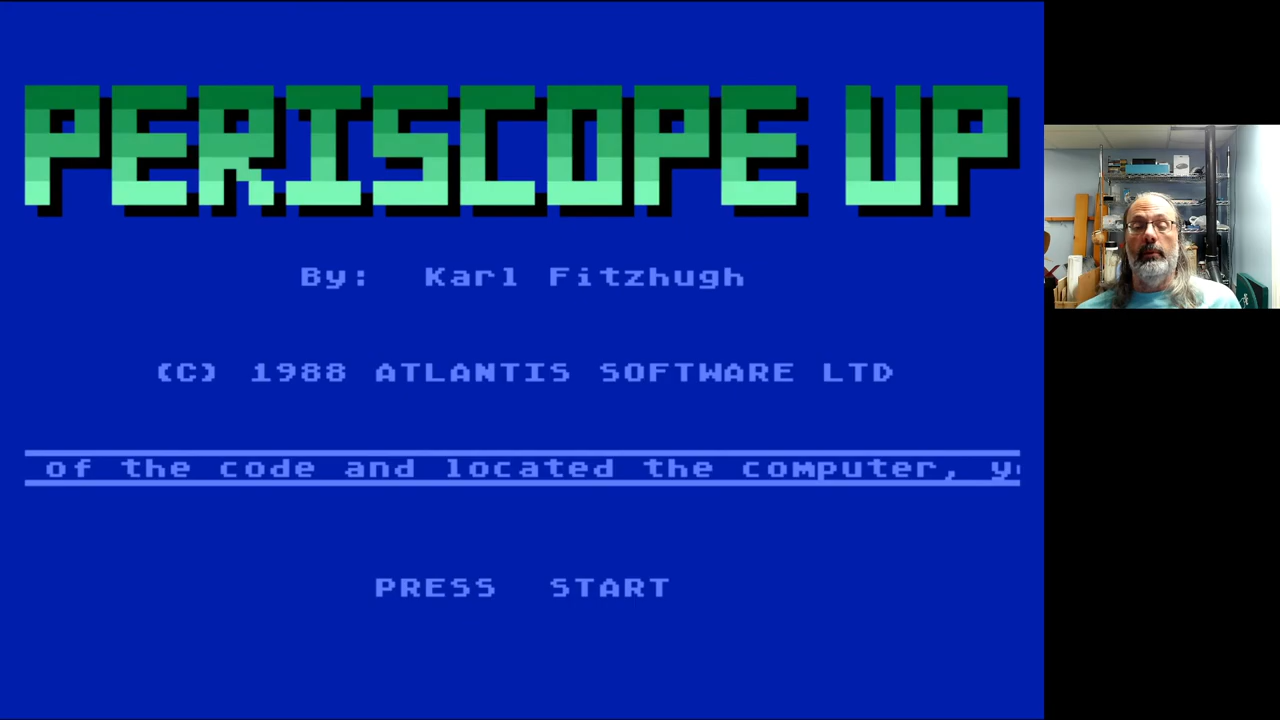 PERISCOPE UP
By: Karl Fitzhugh
(C) 1988 ATLANTIS SOFTWARE LTD
of the code and located the computer,
PRESS START